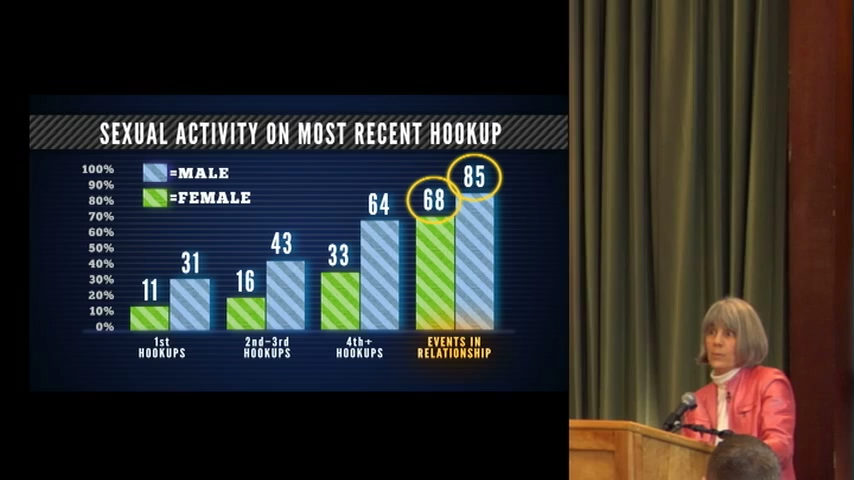 SEXUAL ACTIVITY ON MOST RECENT HOOKUP
100%
90%
80%
70%
60%
50%
40%
30%
20%
10%
0%
=MALE
=FEMALE
11
31
16
43
33
64
68
85
1st
HOOKUPS
2nd-3rd
HOOKUPS
4th+
HOOKUPS
EVENTS IN
RELATIONSHIP